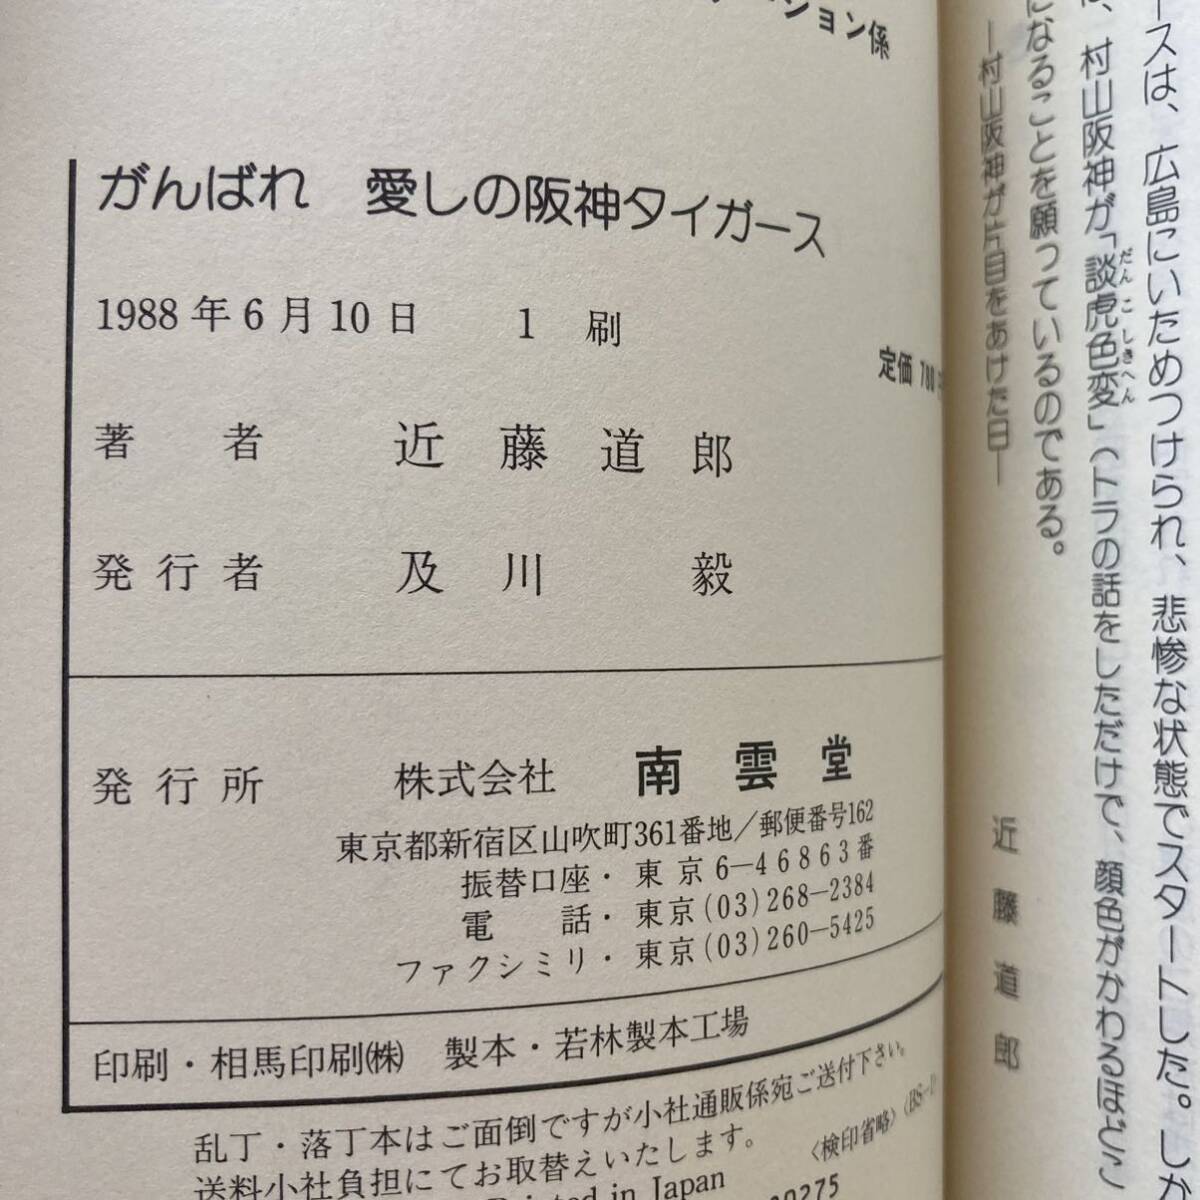 ースは、広島にいためつけられ、悲惨な状態でスタートした。しか
、村山阪神が「談虎色変」(トラの話をしただけで、顔色がかわるほどこ
だんこしきへん
になることを願っているのである。
―村山阪神が片目をあけた日―
近藤道郎
ション係
がんばれ 愛しの阪神タイガース
1988年6月10日 1刷
定価 780
著者 近藤道郎
発行者 及川 毅
発行所 株式会社 南雲堂
東京都新宿区山吹町361番地/郵便番号162
振替口座・東京6-46863番
電話・東京(03)268-2384
ファクシミリ・東京(03)260-5425
印刷・相馬印刷㈱ 製本・若林製本工場
乱丁・落丁本はご面倒ですが小社通販係宛ご送付下さい。
送料小社負担にてお取替えいたします。
〈検印省略〉
Printed in Japan